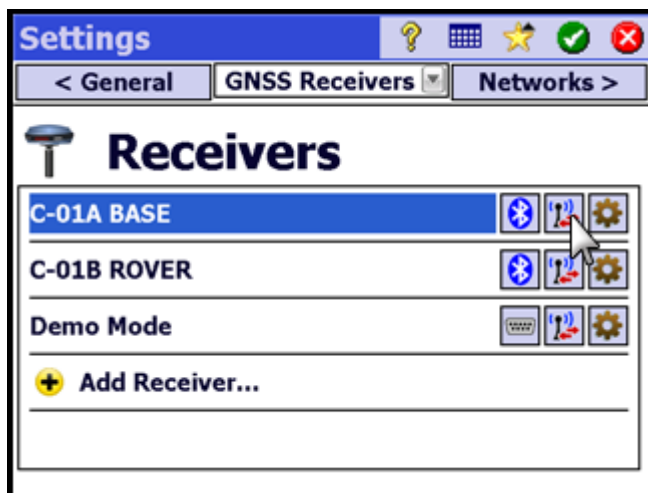 Settings
< General GNSS Receivers Networks >
Receivers
C-01A BASE
C-01B ROVER
Demo Mode
Add Receiver...